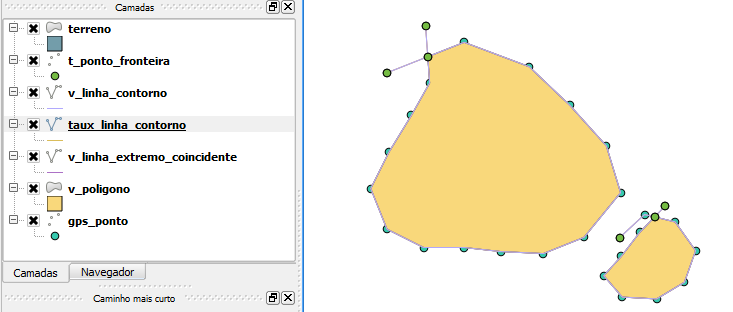 Camadas
terreno
t_ponto_fronteira
v_linha_contorno
taux_linha_contorno
v_linha_extremo_coincidente
v_poligono
gps_ponto
Camadas Navegador
Caminho mais curto